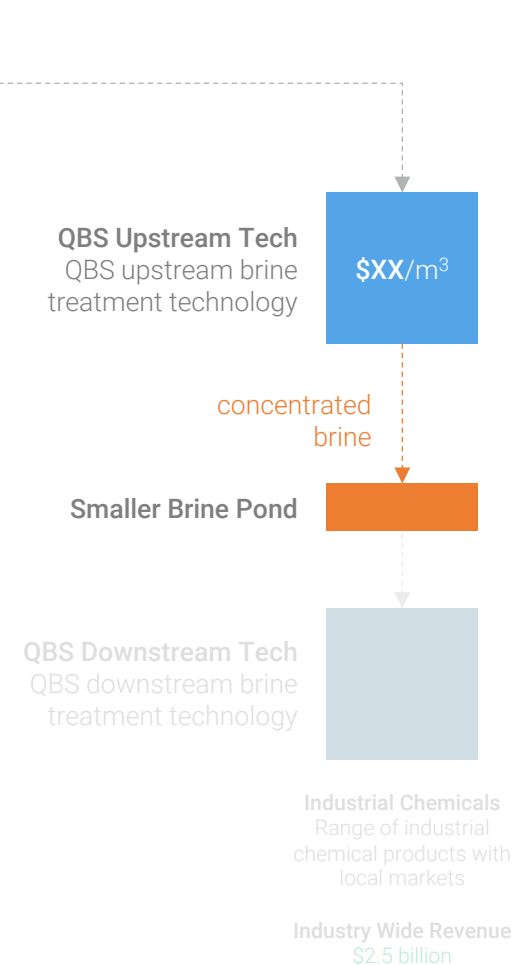 QBS Upstream Tech
QBS upstream brine
treatment technology
$XX/m³
concentrated
brine
Smaller Brine Pond
QBS Downstream Tech
QBS downstream brine
treatment technology
Industrial Chemicals
Range of industrial
chemical products with
local markets
Industry Wide Revenue
$2.5 billion